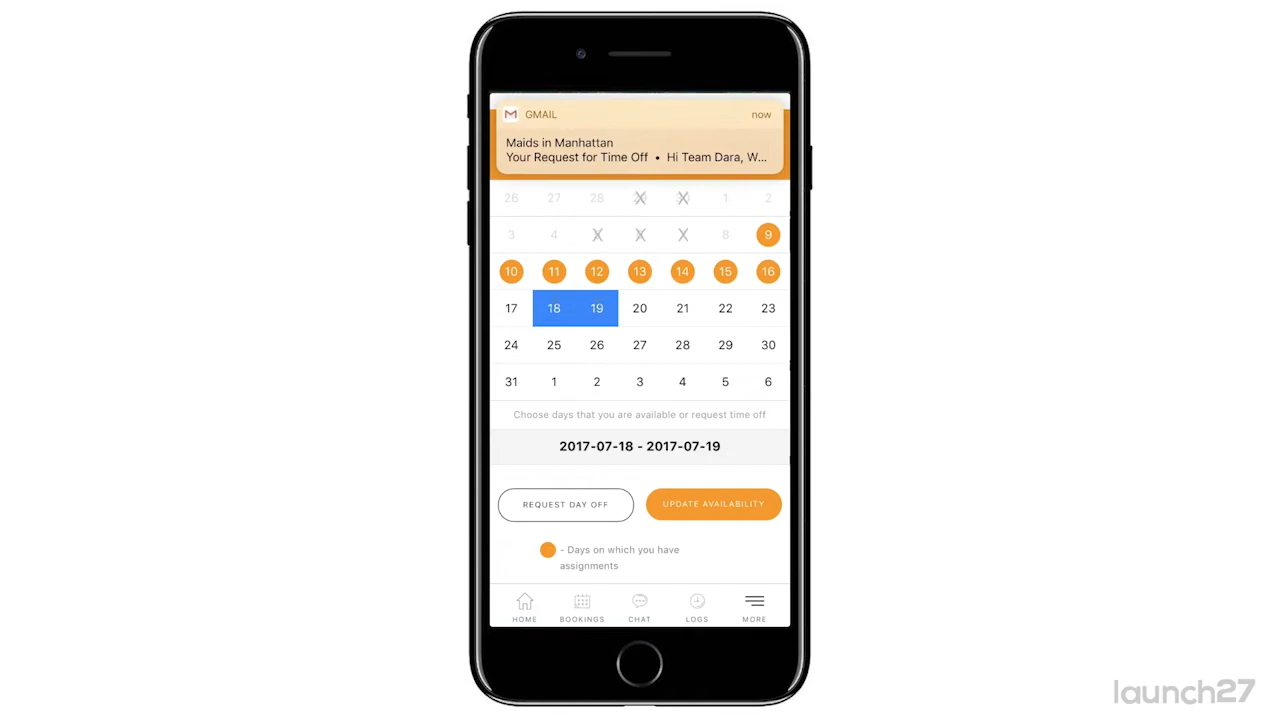 GMAIL now
Maids in Manhattan
Your Request for Time Off • Hi Team Dara, W...
26 27 28 29 30 1 2
3 4 8 9
10 11 12 13 14 15 16
17 18 19 20 21 22 23
24 25 26 27 28 29 30
31 1 2 3 4 5 6
Choose days that you are available or request time off
2017-07-18 - 2017-07-19
REQUEST DAY OFF UPDATE AVAILABILITY
- Days on which you have
assignments
HOME BOOKINGS CHAT LOGS MORE
launch27